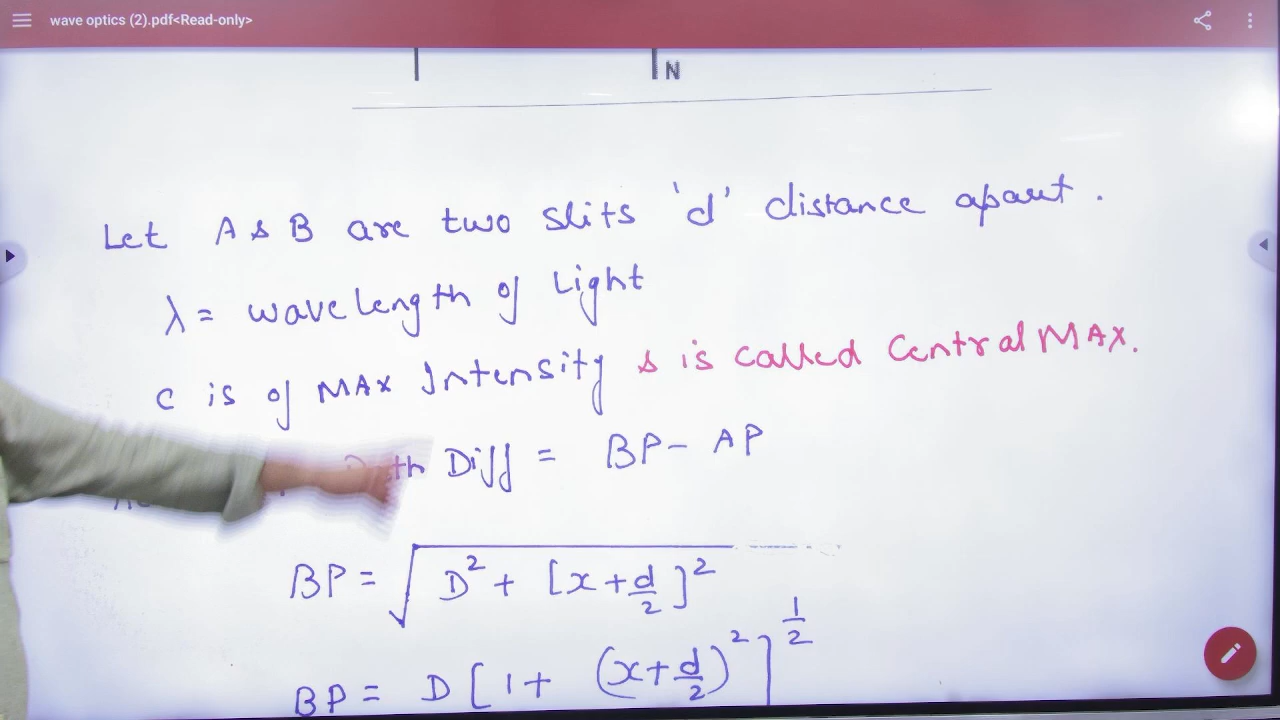 wave optics (2).pdf<Read-only>
N
Let A & B are two slits 'd' distance apart.
λ = wavelength of Light
C is of MAX Intensity & is called Central MAX.
Path Diff = BP - AP
BP = √(D² + [x + d/2]²)
BP = D [1 + (x + d/2)²]^1/2